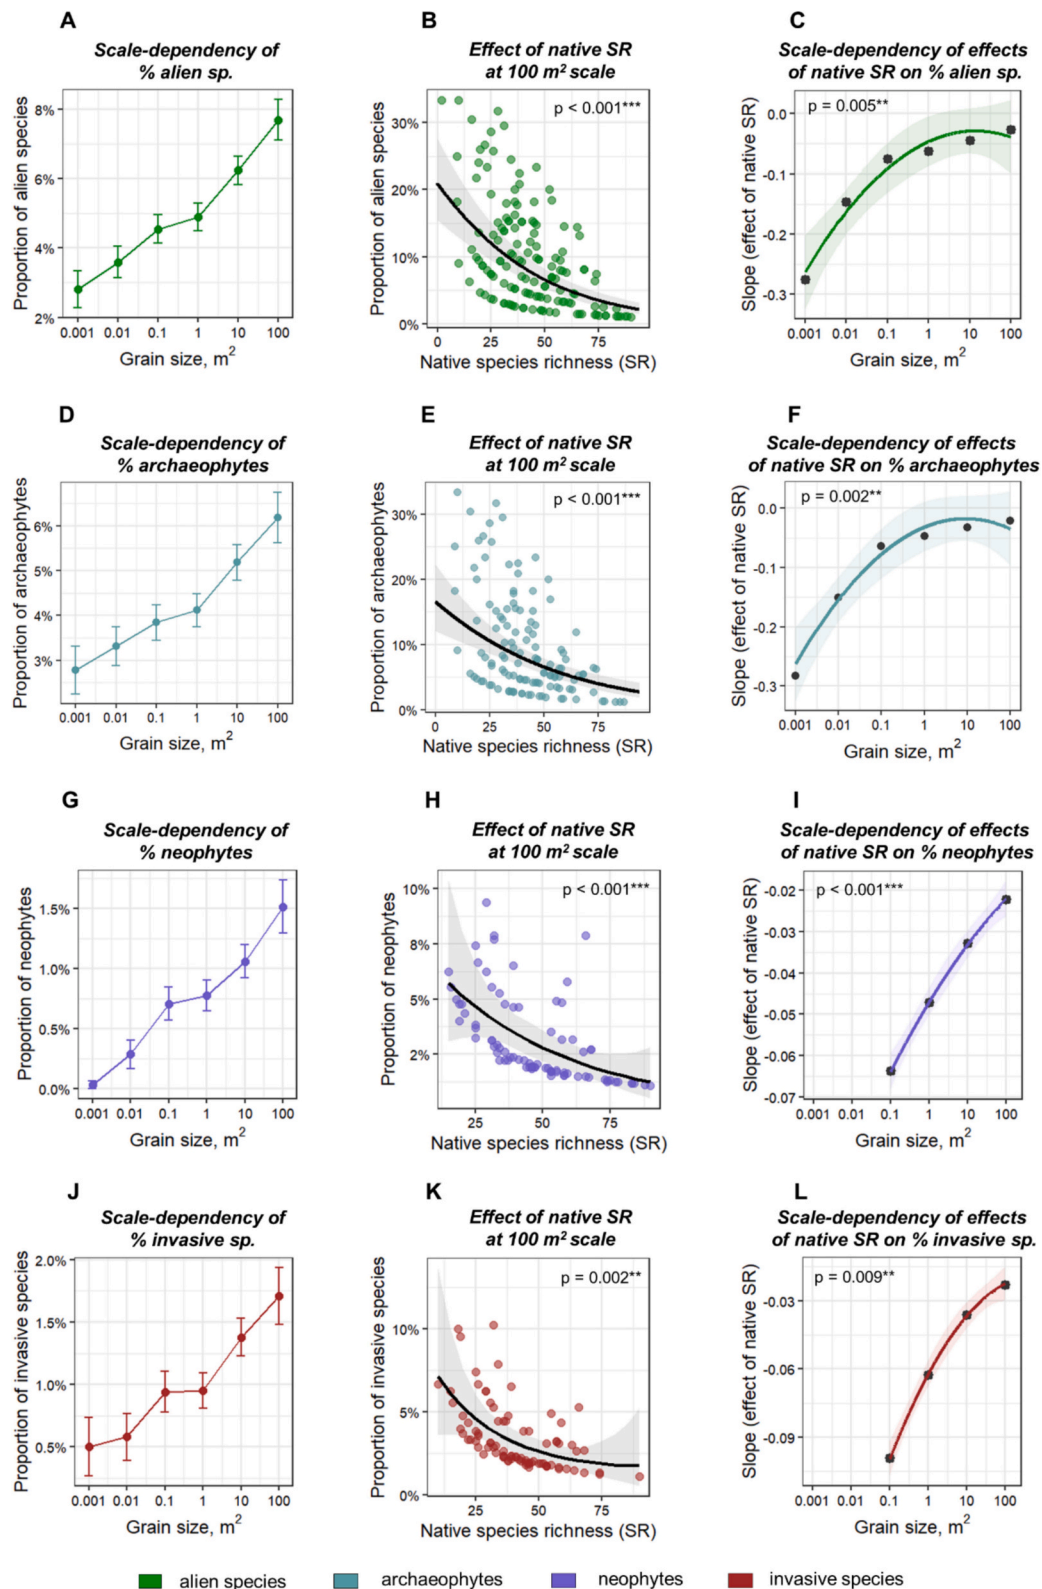 A
Scale-dependency of
% alien sp.
Proportion of alien species
8%
6%
4%
2%
0.001 0.01 0.1 1 10 100
Grain size, m²
B
Effect of native SR
at 100 m² scale
p < 0.001***
Proportion of alien species
30%
20%
10%
0%
0 25 50 75
Native species richness (SR)
C
Scale-dependency of effects
of native SR on % alien sp.
p = 0.005**
Slope (effect of native SR)
0.0
-0.1
-0.2
-0.3
0.001 0.01 0.1 1 10 100
Grain size, m²
D
Scale-dependency of
% archaeophytes
Proportion of archaeophytes
6%
5%
4%
3%
0.001 0.01 0.1 1 10 100
Grain size, m²
E
Effect of native SR
at 100 m² scale
p < 0.001***
Proportion of archaeophytes
30%
20%
10%
0%
0 25 50 75
Native species richness (SR)
F
Scale-dependency of effects
of native SR on % archaeophytes
p = 0.002**
Slope (effect of native SR)
0.0
-0.1
-0.2
-0.3
0.001 0.01 0.1 1 10 100
Grain size, m²
G
Scale-dependency of
% neophytes
Proportion of neophytes
1.5%
1.0%
0.5%
0.0%
0.001 0.01 0.1 1 10 100
Grain size, m²
H
Effect of native SR
at 100 m² scale
p < 0.001***
Proportion of neophytes
10%
8%
5%
2%
25 50 75
Native species richness (SR)
I
Scale-dependency of effects
of native SR on % neophytes
p < 0.001***
Slope (effect of native SR)
-0.02
-0.03
-0.04
-0.05
-0.06
-0.07
0.001 0.01 0.1 1 10 100
Grain size, m²
J
Scale-dependency of
% invasive sp.
Proportion of invasive species
2.0%
1.5%
1.0%
0.5%
0.001 0.01 0.1 1 10 100
Grain size, m²
K
Effect of native SR
at 100 m² scale
p = 0.002**
Proportion of invasive species
10%
5%
0%
25 50 75
Native species richness (SR)
L
Scale-dependency of effects
of native SR on % invasive sp.
p = 0.009**
Slope (effect of native SR)
-0.03
-0.06
-0.09
0.001 0.01 0.1 1 10 100
Grain size, m²
alien species archaeophytes neophytes invasive species